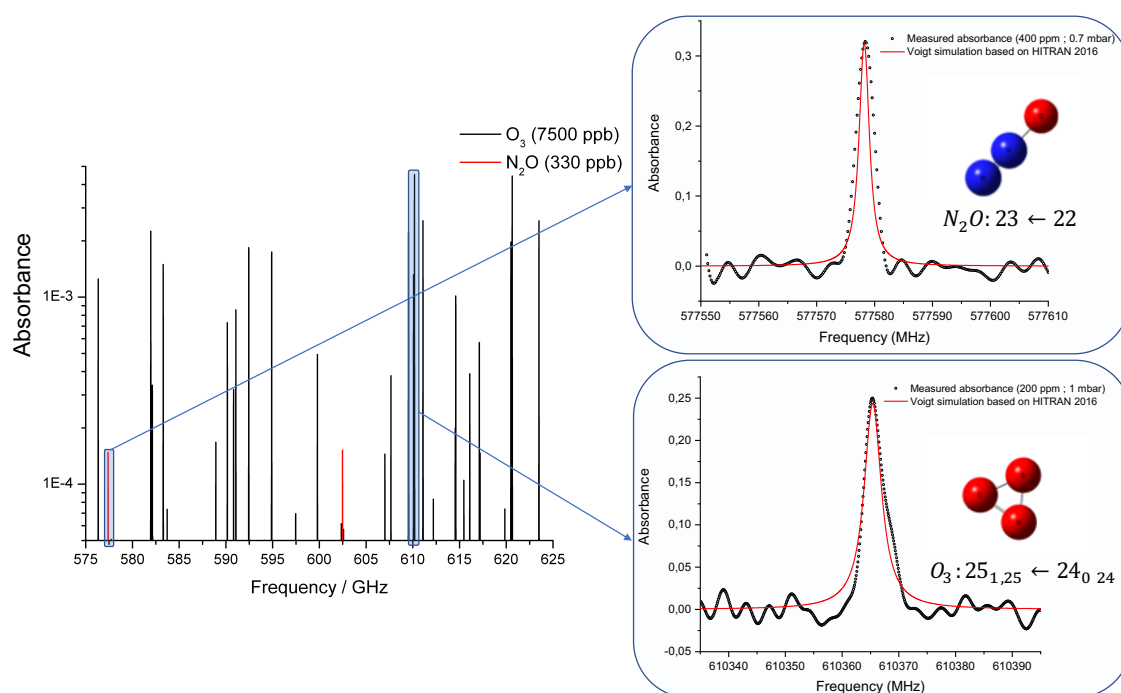 O3 (7500 ppb)
N2O (330 ppb)
Absorbance
1E-3
1E-4
575 580 585 590 595 600 605 610 615 620 625
Frequency / GHz
Measured absorbance (400 ppm ; 0.7 mbar)
Voigt simulation based on HITRAN 2016
Absorbance
0,3
0,2
0,1
0,0
577550 577560 577570 577580 577590 577600 577610
Frequency (MHz)
N2O: 23 ← 22
Measured absorbance (200 ppm ; 1 mbar)
Voigt simulation based on HITRAN 2016
Absorbance
0,25
0,20
0,15
0,10
0,05
0,00
-0,05
610340 610350 610360 610370 610380 610390
Frequency (MHz)
O3: 251,25 ← 240 24